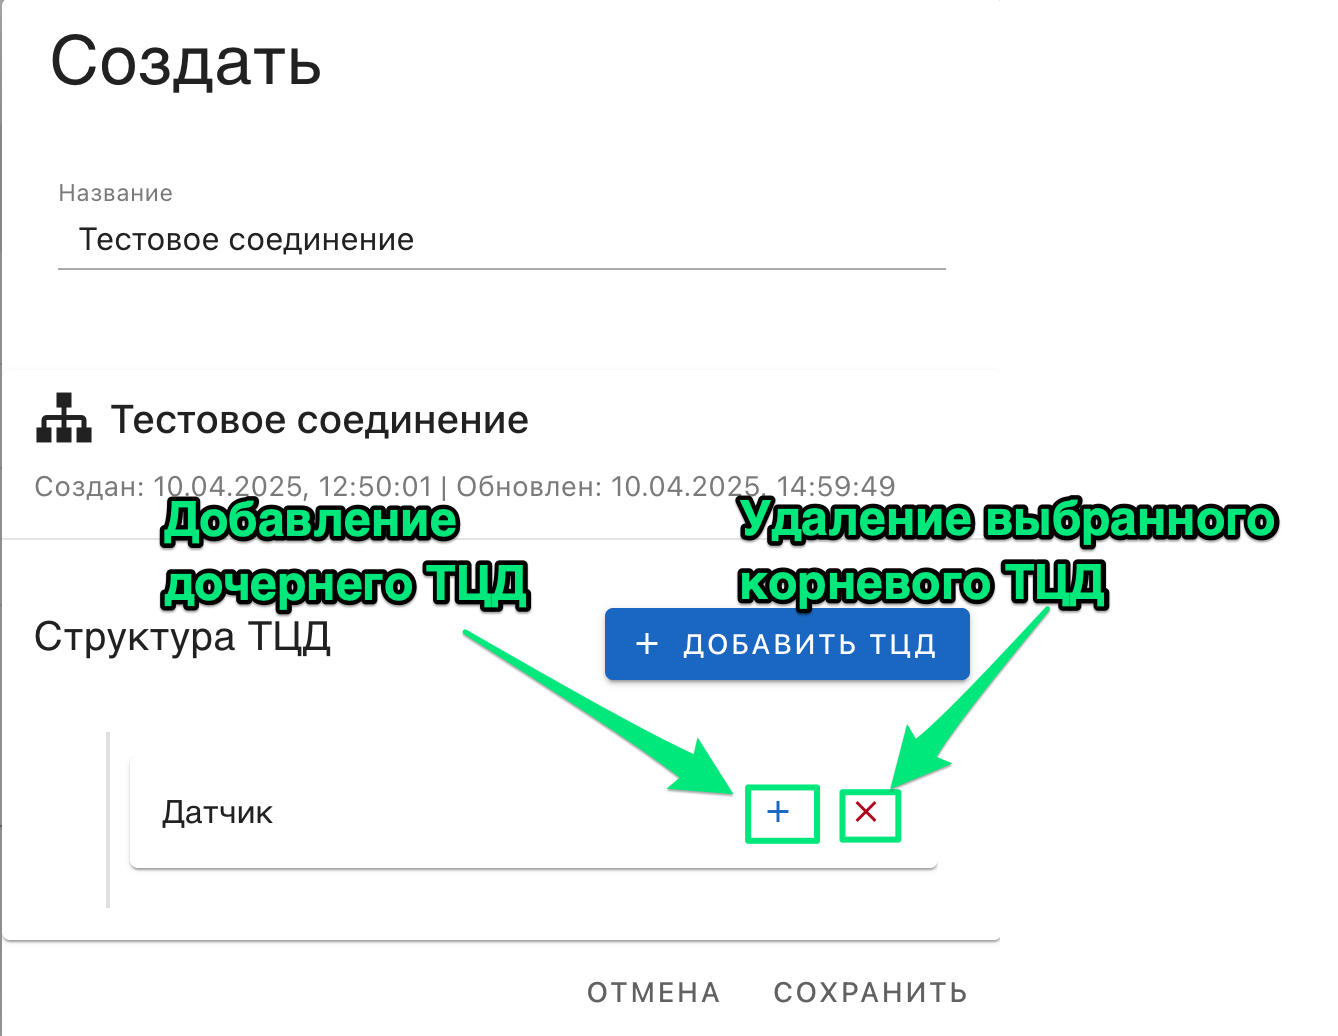 Создать
Название
Тестовое соединение
Тестовое соединение
Создан: 10.04.2025, 12:50:01 | Обновлен: 10.04.2025, 14:59:49
Добавление
дочернего ТЦД
Удаление выбранного
корневого ТЦД
Структура ТЦД
+ ДОБАВИТЬ ТЦД
Датчик
ОТМЕНА
СОХРАНИТЬ